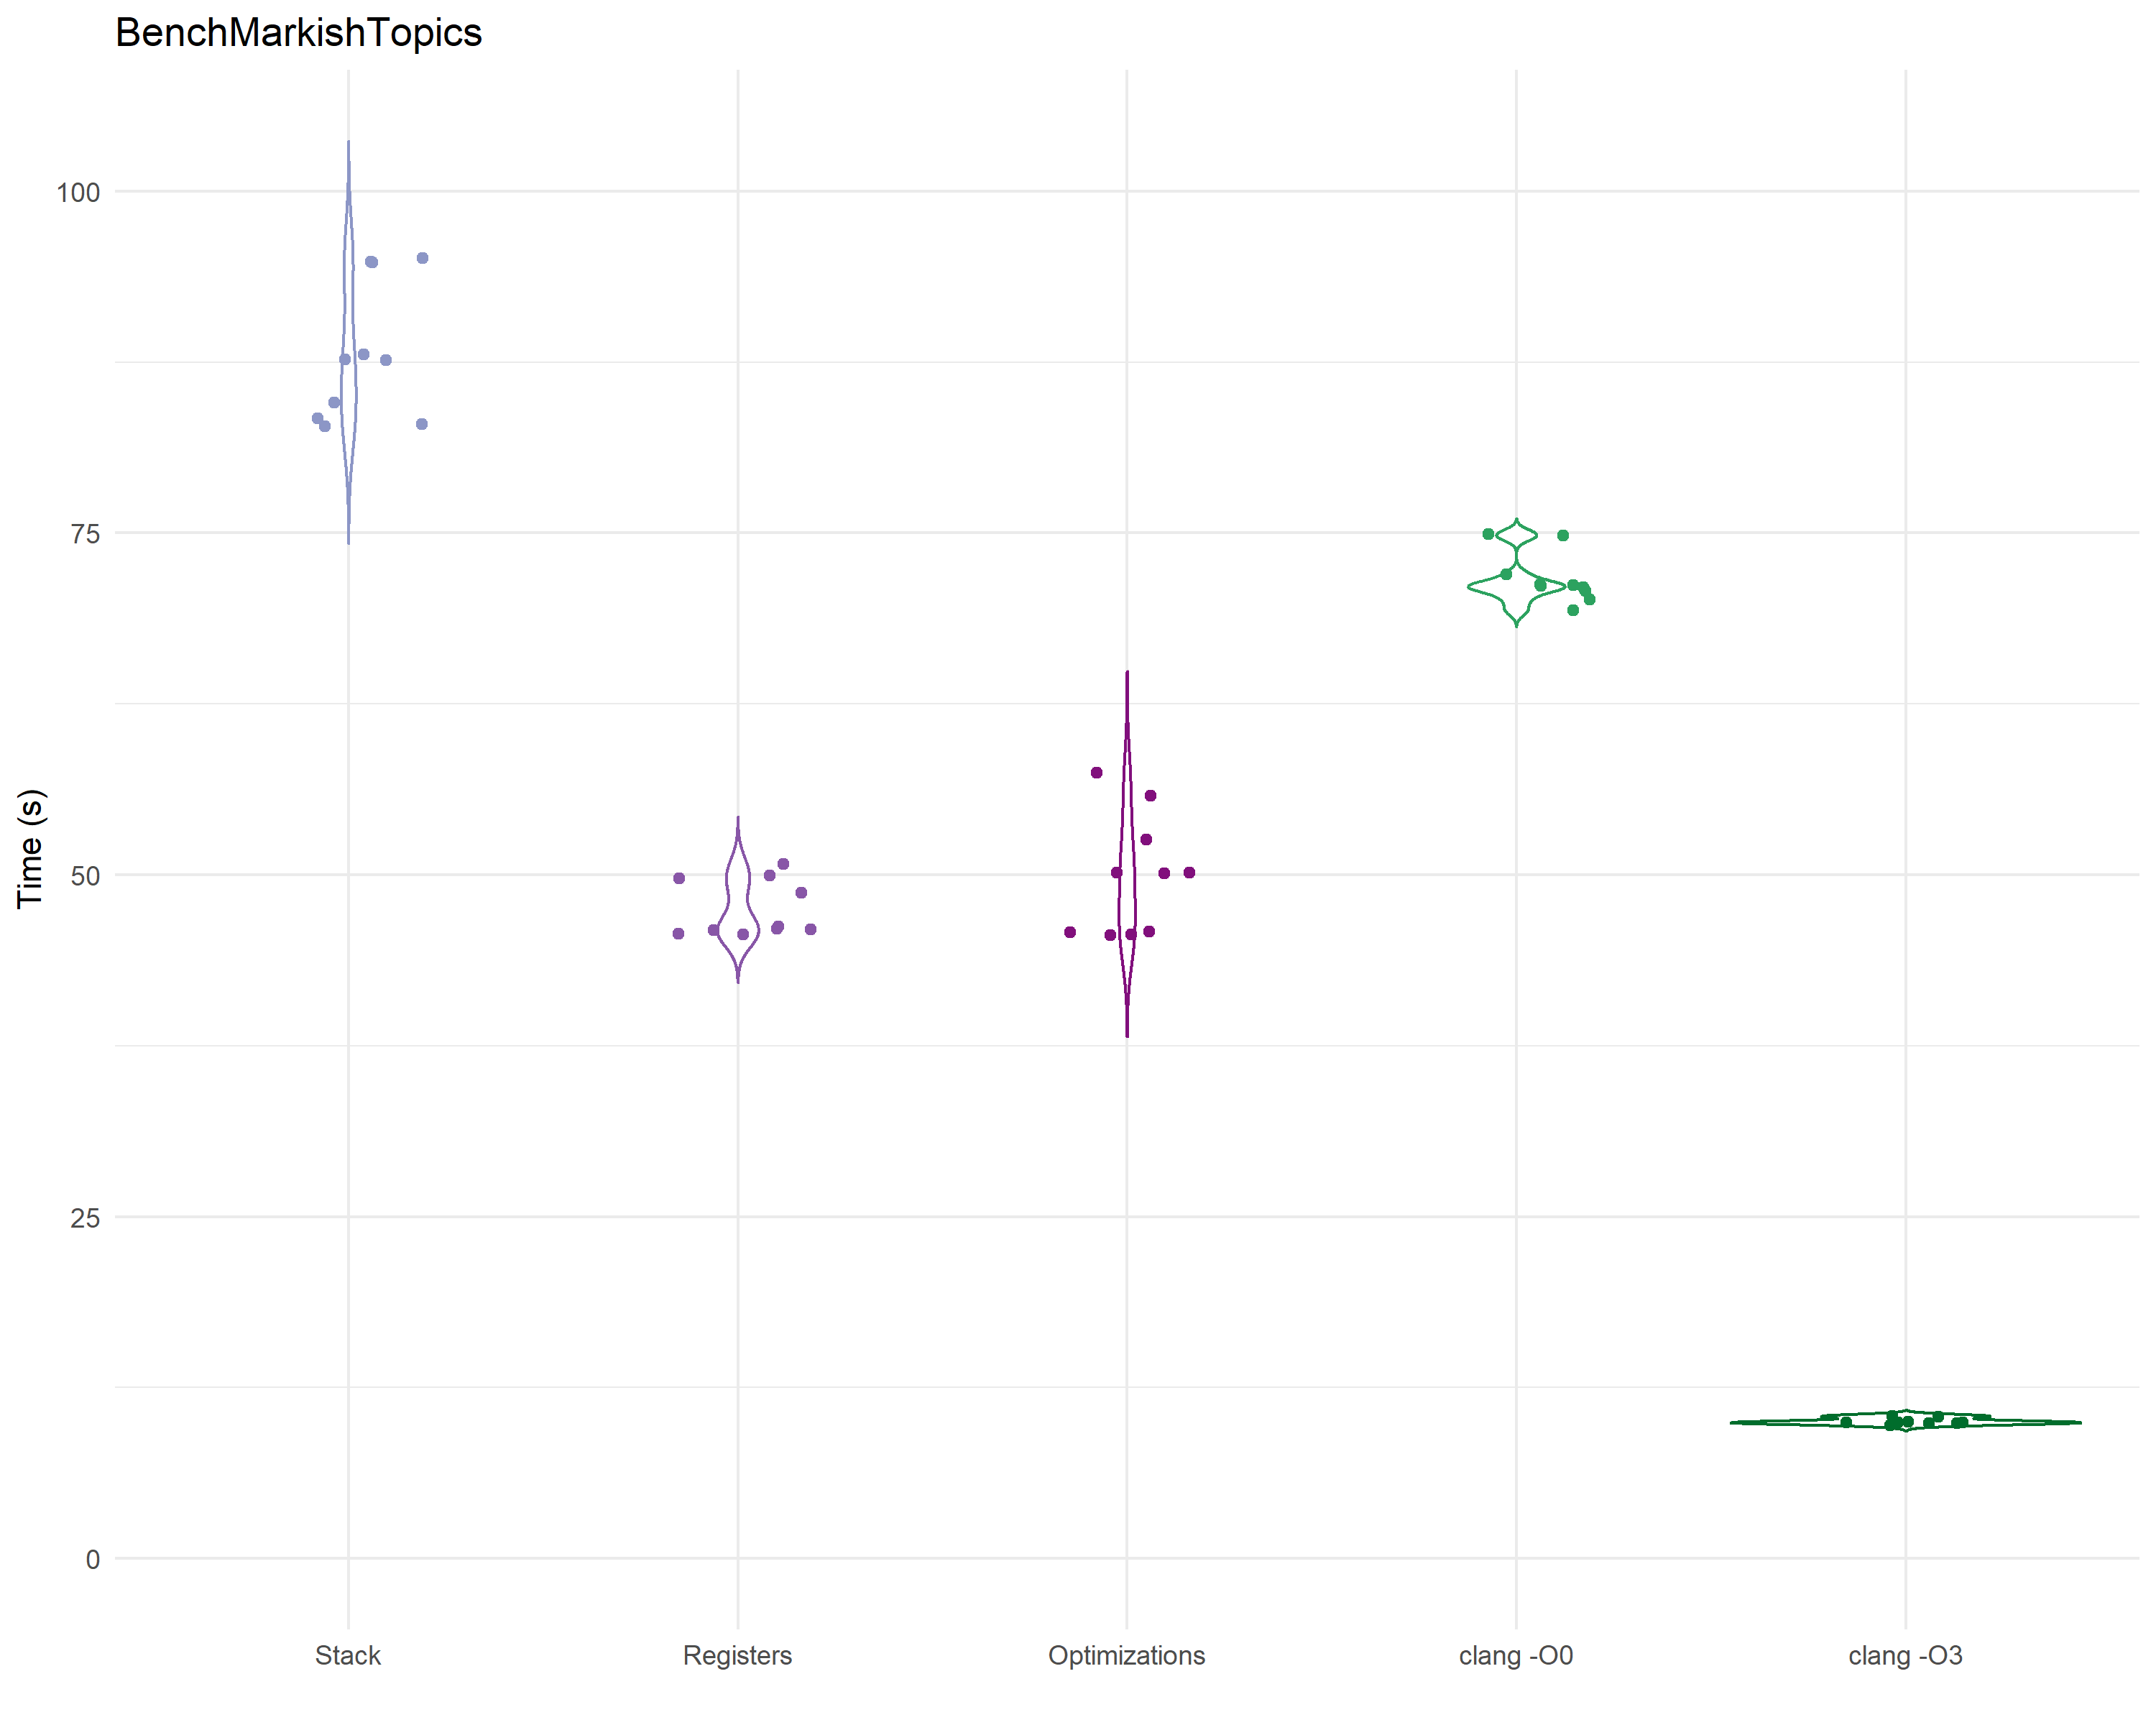 BenchMarkishTopics
Time (s)
100
75
50
25
0
Stack Registers Optimizations clang -O0 clang -O3